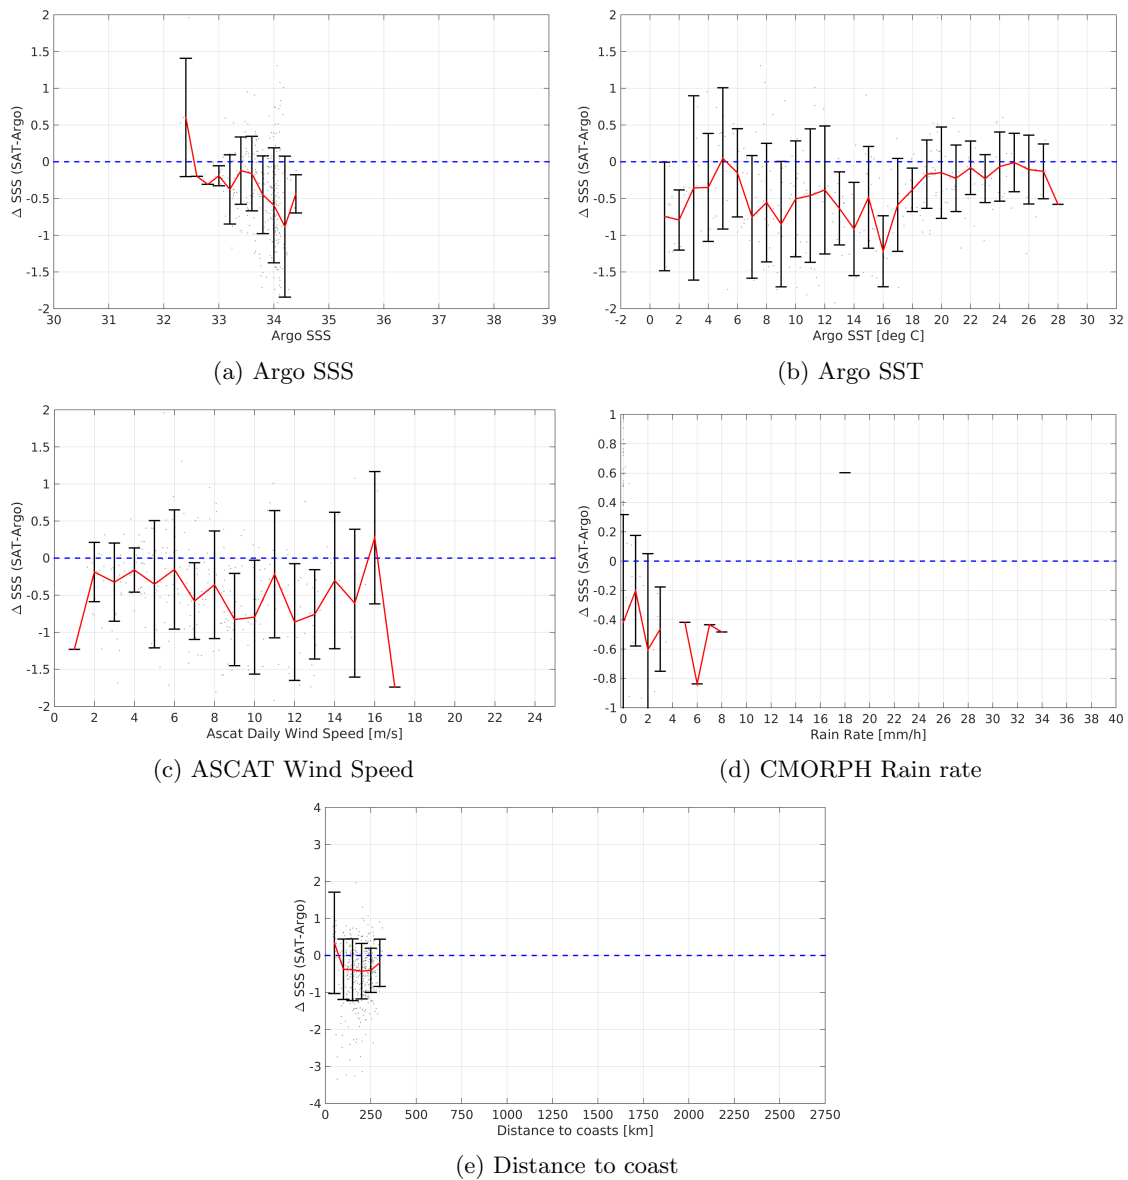 2
1.5
1
0.5
0
-0.5
-1
-1.5
-2
30 31 32 33 34 35 36 37 38 39
Δ SSS (SAT-Argo)
Argo SSS
(a) Argo SSS
2
1.5
1
0.5
0
-0.5
-1
-1.5
-2
-2 0 2 4 6 8 10 12 14 16 18 20 22 24 26 28 30 32
Δ SSS (SAT-Argo)
Argo SST [deg C]
(b) Argo SST
2
1.5
1
0.5
0
-0.5
-1
-1.5
-2
0 2 4 6 8 10 12 14 16 18 20 22 24
Δ SSS (SAT-Argo)
Ascat Daily Wind Speed [m/s]
(c) ASCAT Wind Speed
1
0.8
0.6
0.4
0.2
0
-0.2
-0.4
-0.6
-0.8
-1
0 2 4 6 8 10 12 14 16 18 20 22 24 26 28 30 32 34 36 38 40
Δ SSS (SAT-Argo)
Rain Rate [mm/h]
(d) CMORPH Rain rate
4
3
2
1
0
-1
-2
-3
-4
0 250 500 750 1000 1250 1500 1750 2000 2250 2500 2750
Δ SSS (SAT-Argo)
Distance to coasts [km]
(e) Distance to coast